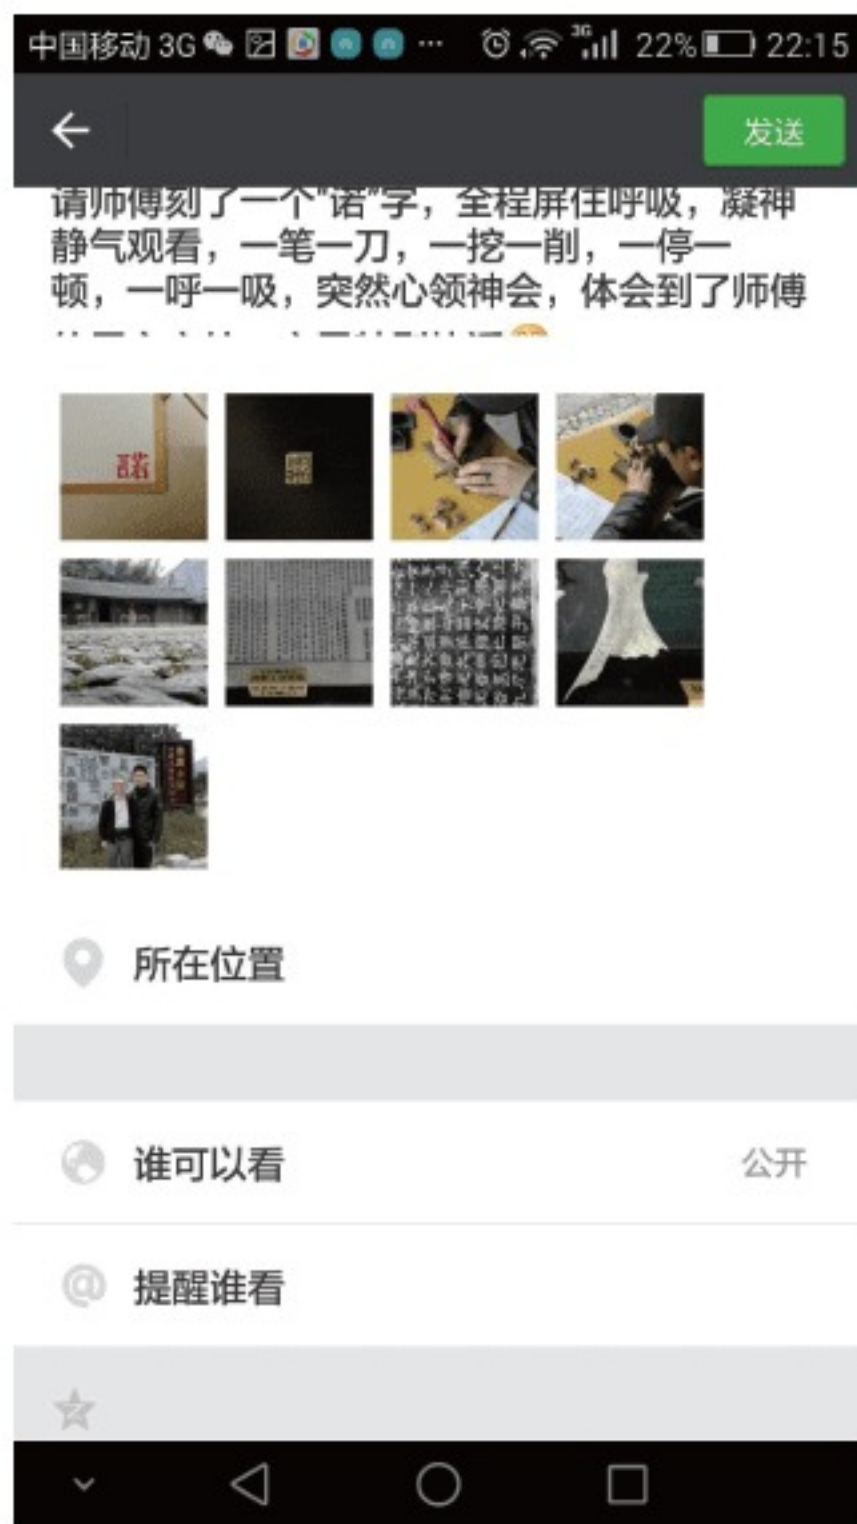 中国移动 3G ... 3G 22% 22:15
发送
请师傅刻了一个"诺"字，全程屏住呼吸，凝神
静气观看，一笔一刀，一挖一削，一停一
顿，一呼一吸，突然心领神会，体会到了师傅
諾
所在位置
谁可以看 公开
@ 提醒谁看